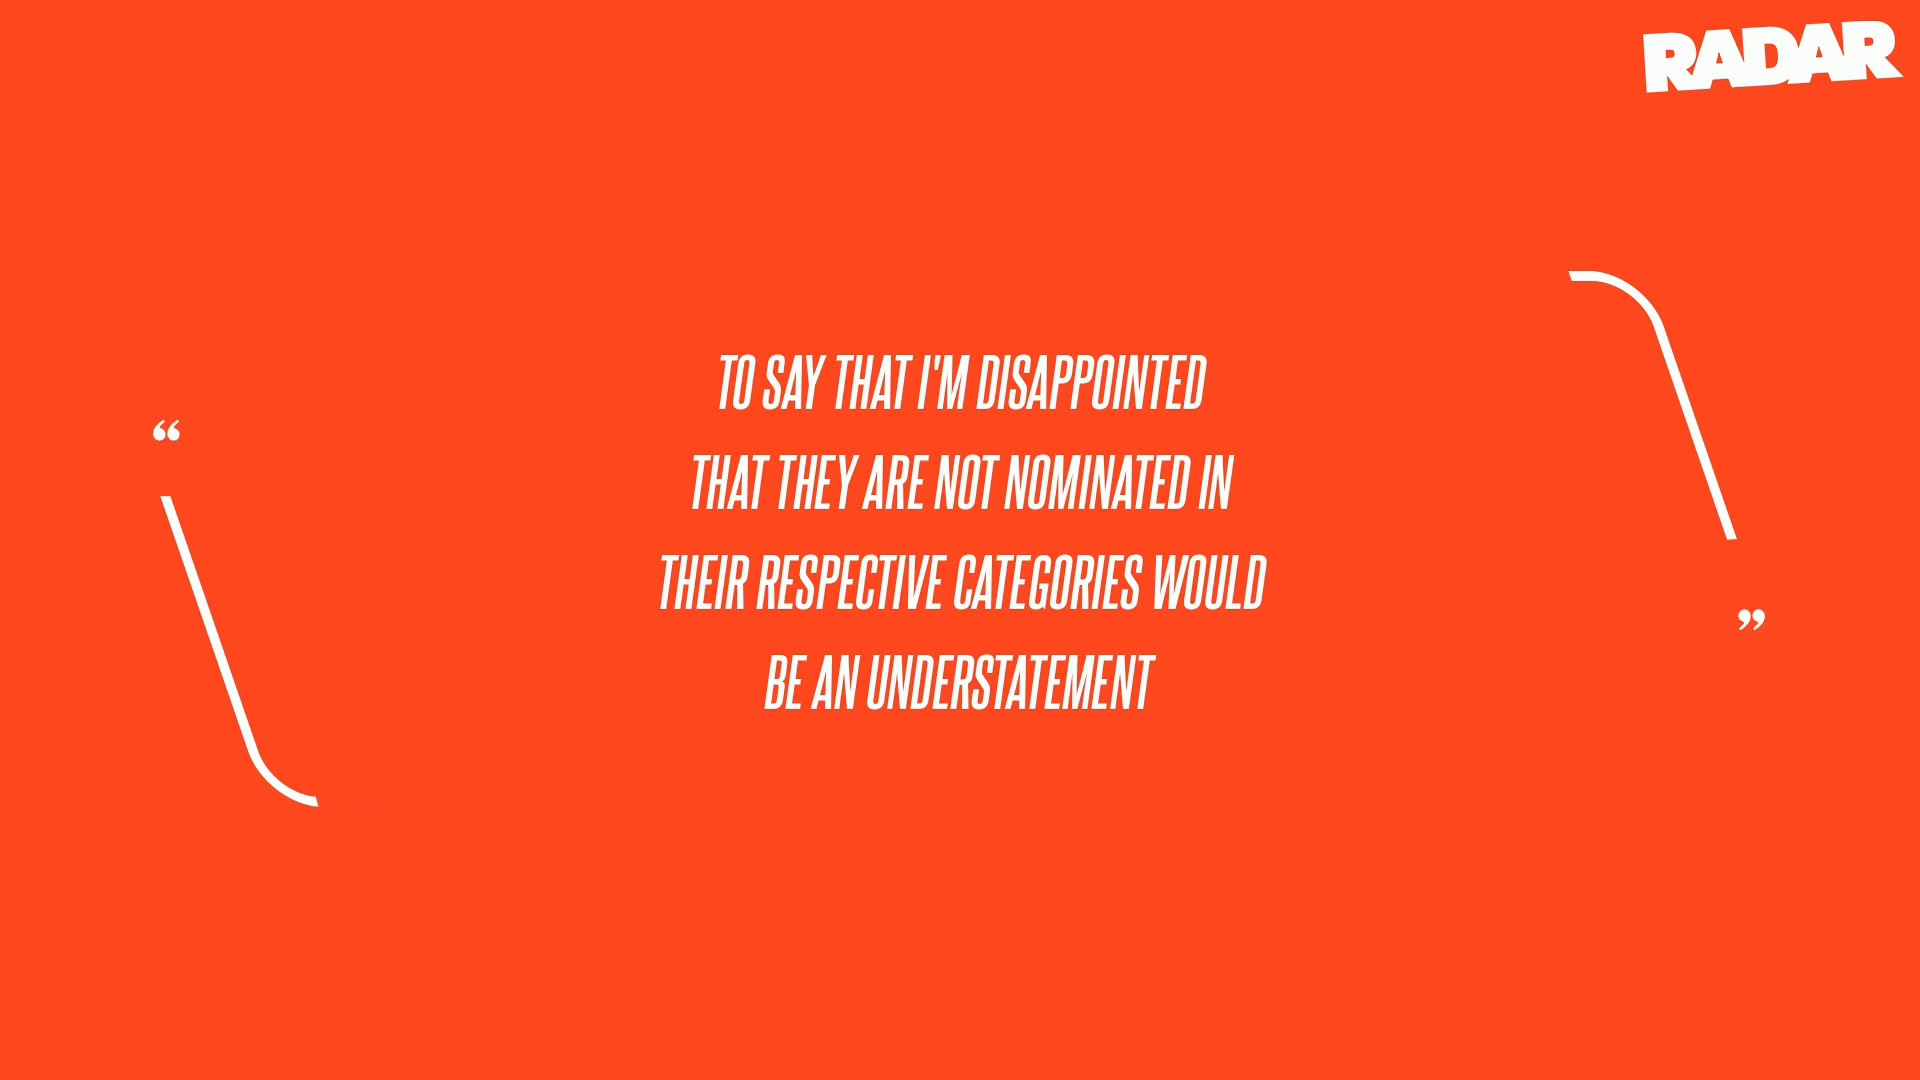 RADAR
“
TO SAY THAT I'M DISAPPOINTED
THAT THEY ARE NOT NOMINATED IN
THEIR RESPECTIVE CATEGORIES WOULD
BE AN UNDERSTATEMENT
”